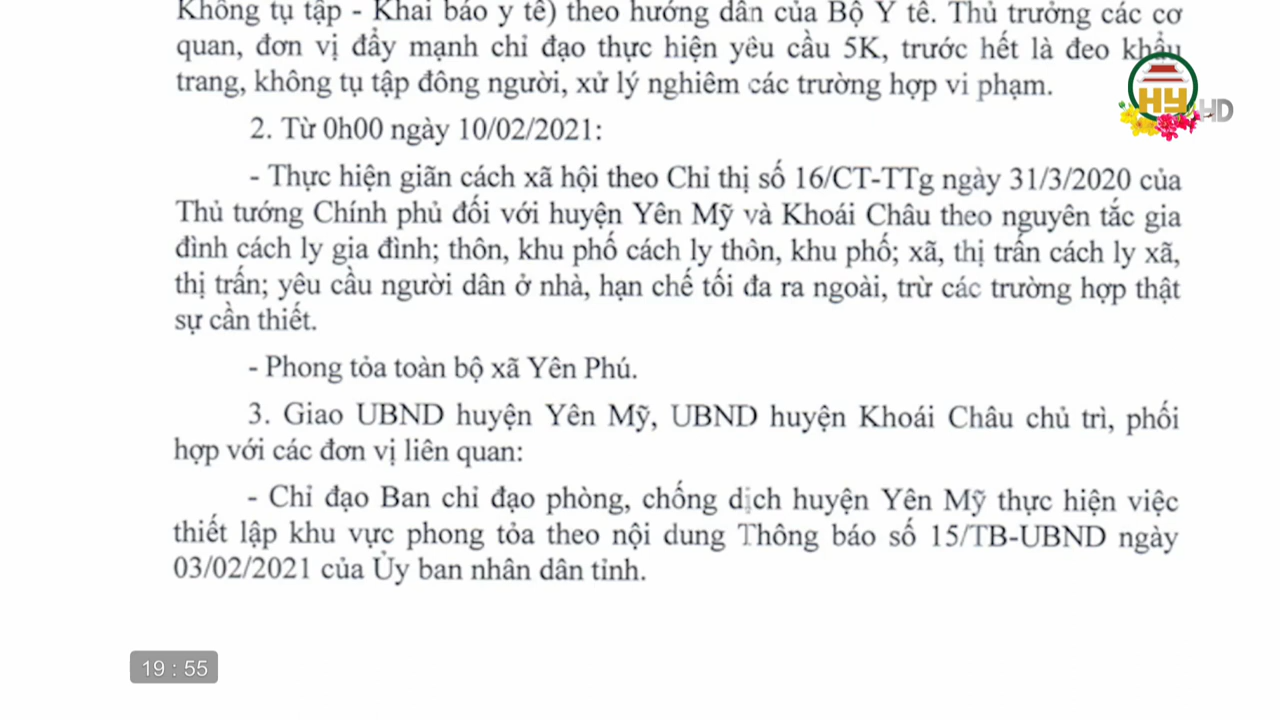 Không tụ tập - Khai báo y tế) theo hướng dẫn của Bộ Y tế. Thủ trưởng các cơ
quan, đơn vị đẩy mạnh chỉ đạo thực hiện yêu cầu 5K, trước hết là đeo khẩu
trang, không tụ tập đông người, xử lý nghiêm các trường hợp vi phạm.
HY HD
2. Từ 0h00 ngày 10/02/2021:
- Thực hiện giãn cách xã hội theo Chỉ thị số 16/CT-TTg ngày 31/3/2020 của
Thủ tướng Chính phủ đối với huyện Yên Mỹ và Khoái Châu theo nguyên tắc gia
đình cách ly gia đình; thôn, khu phố cách ly thòn, khu phố; xã, thị trấn cách ly xã,
thị trấn; yêu cầu người dân ở nhà, hạn chế tối đa ra ngoài, trừ các trường hợp thật
sự cần thiết.
- Phong tỏa toàn bộ xã Yên Phú.
3. Giao UBND huyện Yên Mỹ, UBND huyện Khoái Châu chủ trì, phối
hợp với các đơn vị liên quan:
- Chỉ đạo Ban chỉ đạo phòng, chống dịch huyện Yên Mỹ thực hiện việc
thiết lập khu vực phong tỏa theo nội dung Thông báo số 15/TB-UBND ngày
03/02/2021 của Ủy ban nhân dân tỉnh.
19 : 55